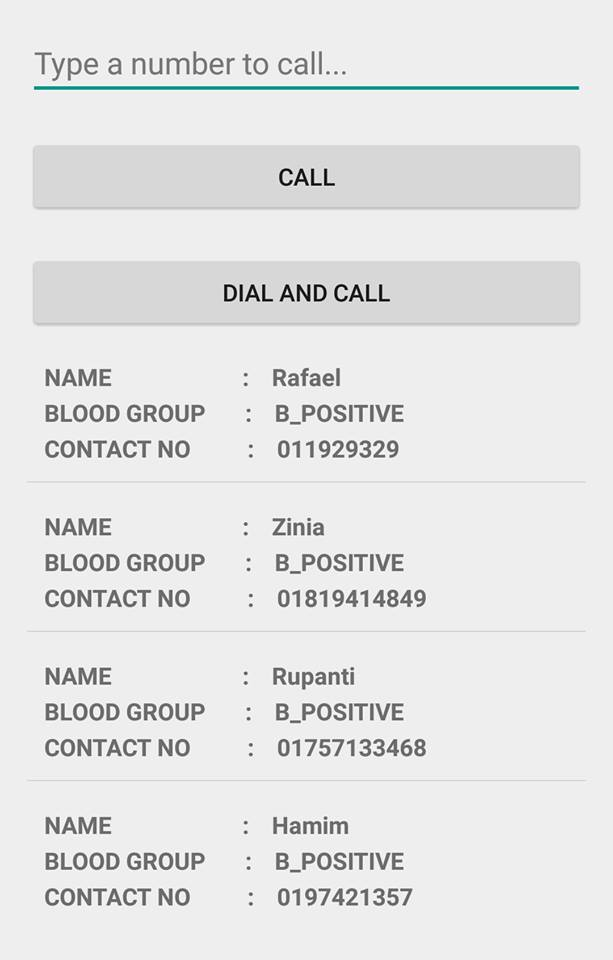 Type a number to call...
CALL
DIAL AND CALL
NAME : Rafael
BLOOD GROUP : B_POSITIVE
CONTACT NO : 011929329
NAME : Zinia
BLOOD GROUP : B_POSITIVE
CONTACT NO : 01819414849
NAME : Rupanti
BLOOD GROUP : B_POSITIVE
CONTACT NO : 01757133468
NAME : Hamim
BLOOD GROUP : B_POSITIVE
CONTACT NO : 0197421357